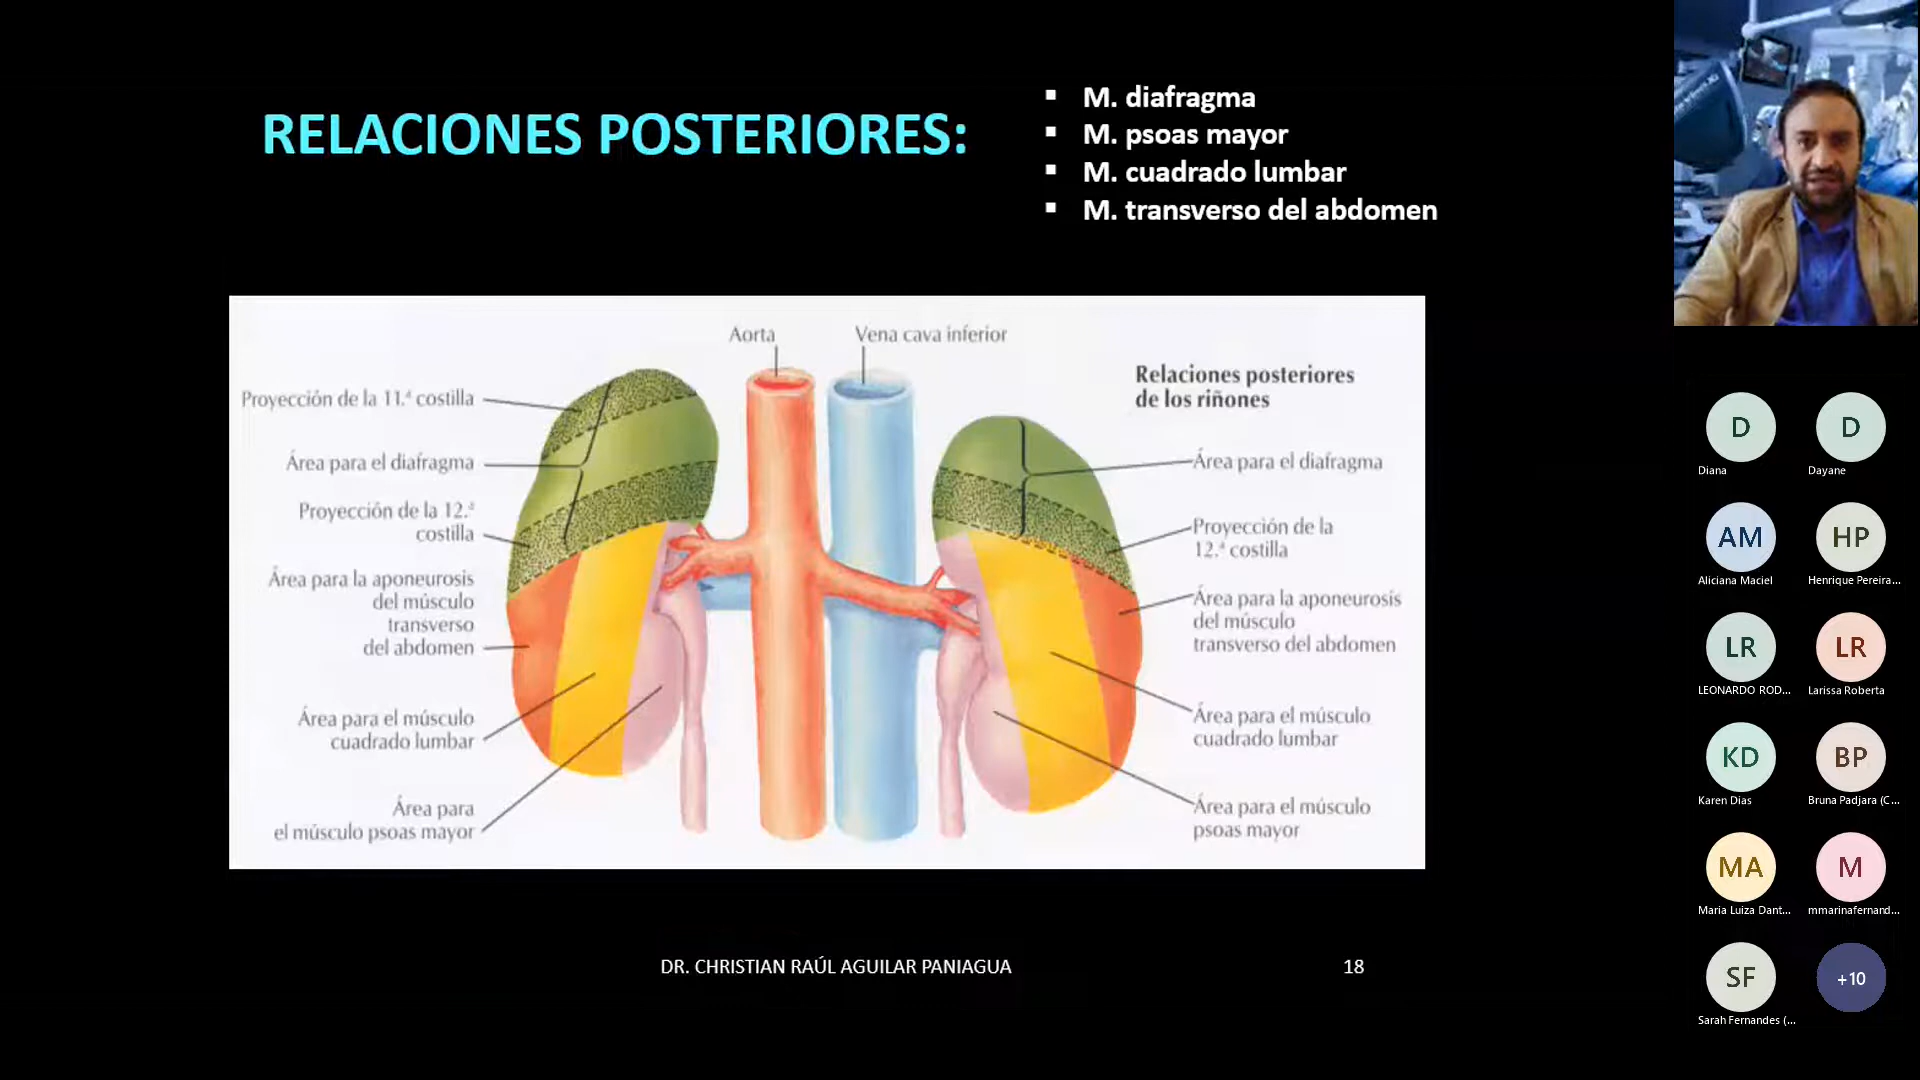 RELACIONES POSTERIORES:
▪ M. diafragma
▪ M. psoas mayor
▪ M. cuadrado lumbar
▪ M. transverso del abdomen
Aorta
Vena cava inferior
Relaciones posteriores
de los riñones
Proyección de la 11.ª costilla
Área para el diafragma
Proyección de la 12.ª
costilla
Área para la aponeurosis
del músculo
transverso
del abdomen
Área para el músculo
cuadrado lumbar
Área para
el músculo psoas mayor
Área para el diafragma
Proyección de la
12.ª costilla
Área para la aponeurosis
del músculo
transverso del abdomen
Área para el músculo
cuadrado lumbar
Área para el músculo
psoas mayor
DR. CHRISTIAN RAÚL AGUILAR PANIAGUA
18
D
D
Diana
Dayane
AM
HP
Aliciana Maciel
Henrique Pereira...
LR
LR
LEONARDO ROD...
Larissa Roberta
KD
BP
Karen Dias
Bruna Padjara (C...
MA
M
Maria Luiza Dant...
mmarinafernand...
SF
+10
Sarah Fernandes (...